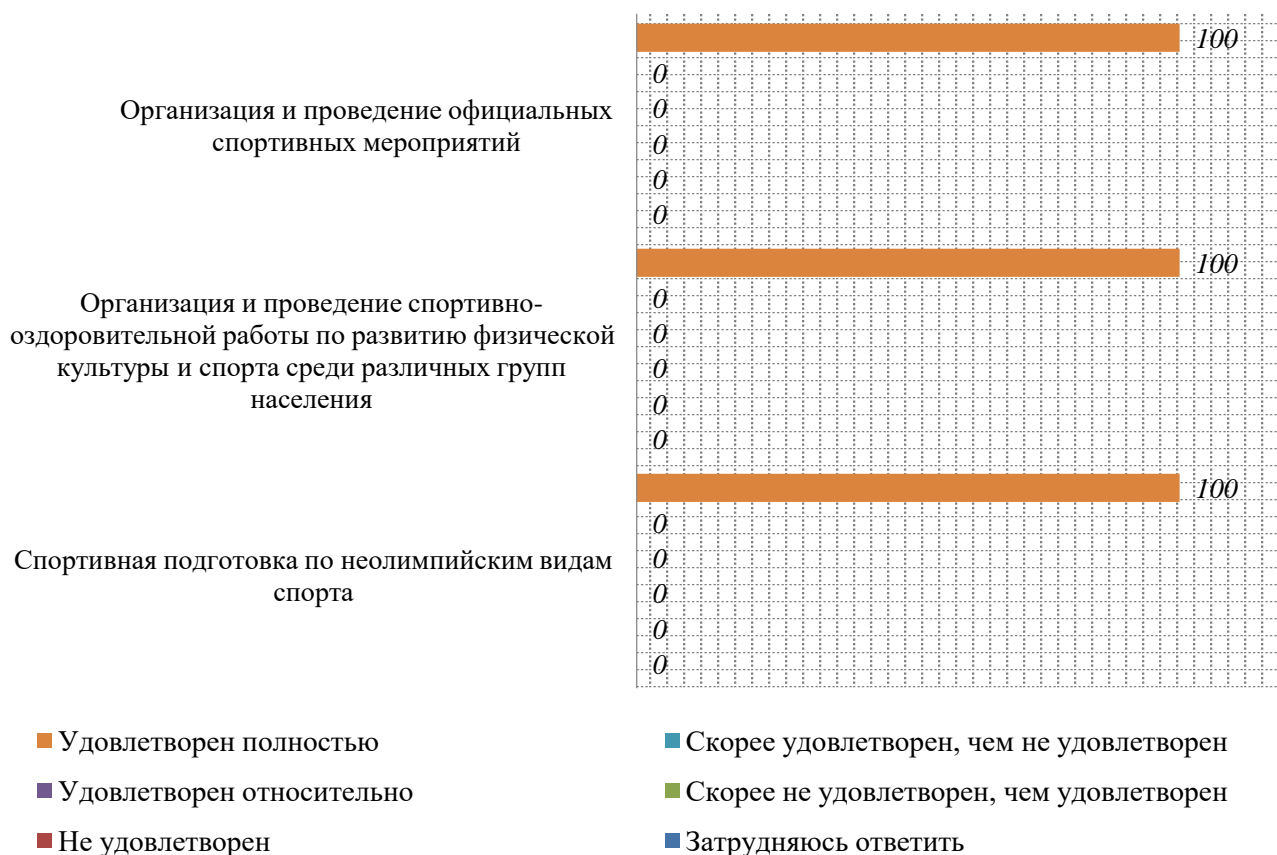 100
0
0
Организация и проведение официальных
спортивных мероприятий
0
0
0
100
Организация и проведение спортивно-
оздоровительной работы по развитию физической
культуры и спорта среди различных групп
населения
0
0
0
0
0
100
0
0
Спортивная подготовка по неолимпийским видам
спорта
0
0
0
Удовлетворен полностью
Скорее удовлетворен, чем не удовлетворен
Удовлетворен относительно
Скорее не удовлетворен, чем удовлетворен
Не удовлетворен
Затрудняюсь ответить